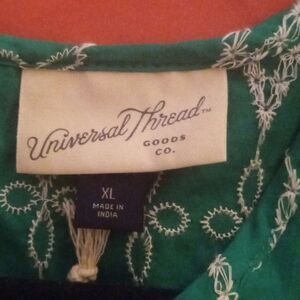 Universal Thread™
GOODS
CO.
XL
MADE IN
INDIA